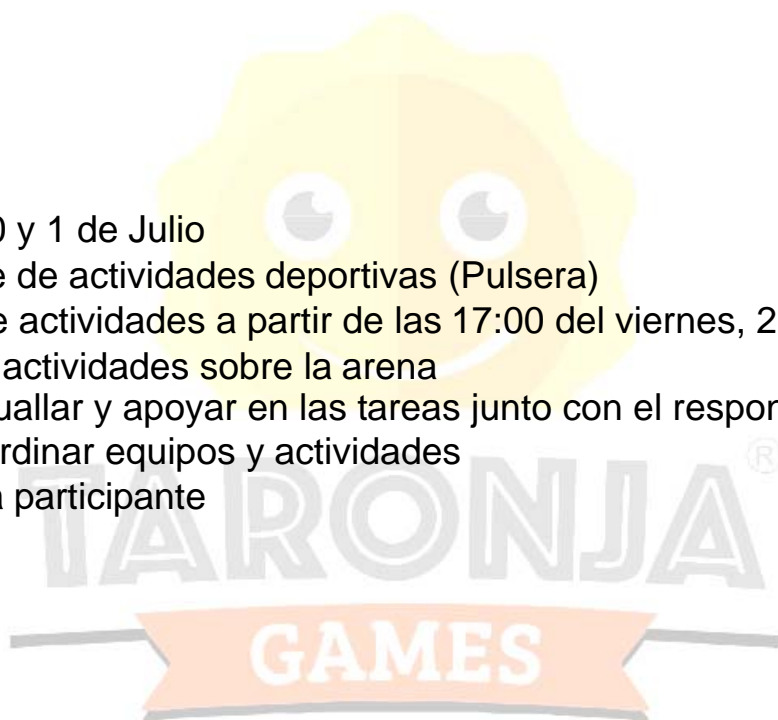 0 y 1 de Julio
e de actividades deportivas (Pulsera)
e actividades a partir de las 17:00 del viernes, 2
actividades sobre la arena
uallar y apoyar en las tareas junto con el respon
rdinar equipos y actividades
a participante
TARONJA®
GAMES